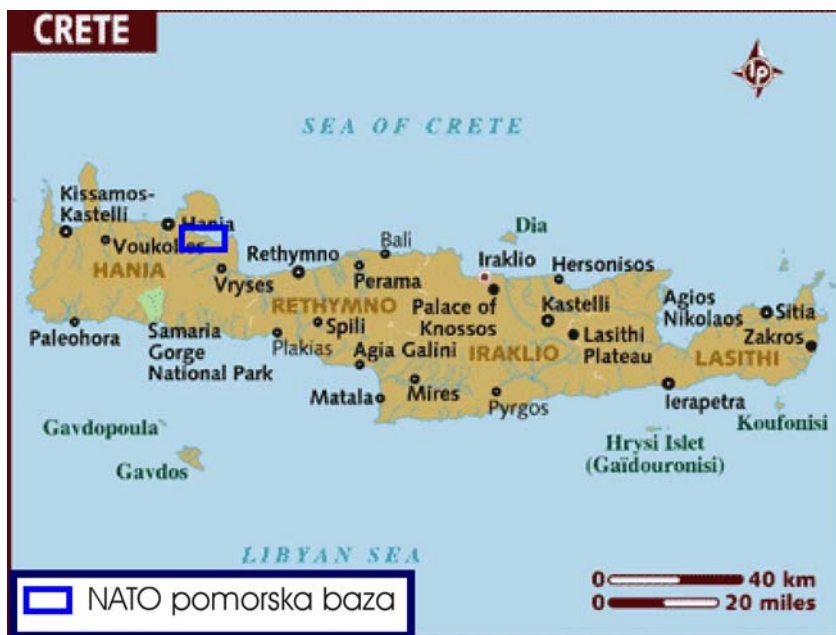 CRETE
lp
SEA OF CRETE
Kissamos-
Kastelli
Hania
Voukolies
HANIA
Vryses
Rethymno
RETHYMNO
Bali
Perama
Dia
Iraklio
Hersonisos
Palace of
Knossos
Kastelli
Agios
Nikolaos
Sitia
Zakros
Lasithi
Plateau
IRAKLIO
LASITHI
Paleohora
Samaria
Gorge
National Park
Plakias
Spili
Agia Galini
Matala
Mires
Pyrgos
Ierapetra
Koufonisi
Gavdopoula
Gavdos
Hrysi Islet
(Gaïdouronisi)
LIBYAN SEA
NATO pomorska baza
0 40 km
0 20 miles